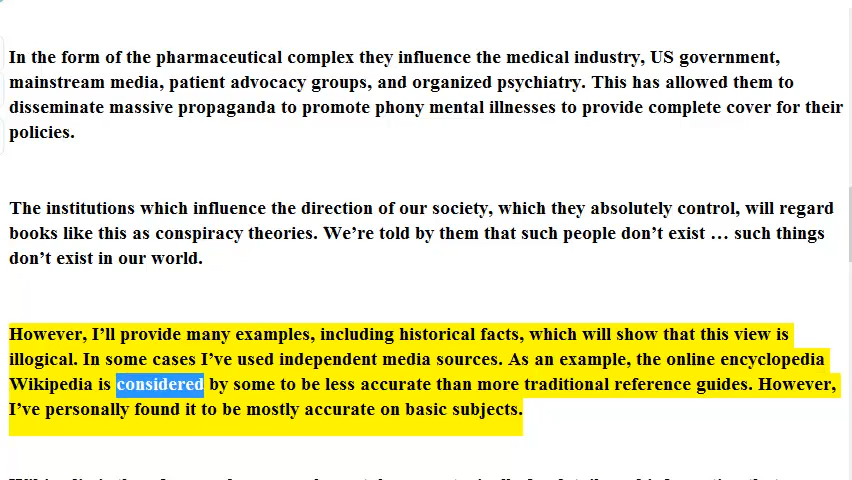 In the form of the pharmaceutical complex they influence the medical industry, US government,
mainstream media, patient advocacy groups, and organized psychiatry. This has allowed them to
disseminate massive propaganda to promote phony mental illnesses to provide complete cover for their
policies.
The institutions which influence the direction of our society, which they absolutely control, will regard
books like this as conspiracy theories. We’re told by them that such people don’t exist … such things
don’t exist in our world.
However, I’ll provide many examples, including historical facts, which will show that this view is
illogical. In some cases I’ve used independent media sources. As an example, the online encyclopedia
Wikipedia is considered by some to be less accurate than more traditional reference guides. However,
I’ve personally found it to be mostly accurate on basic subjects.